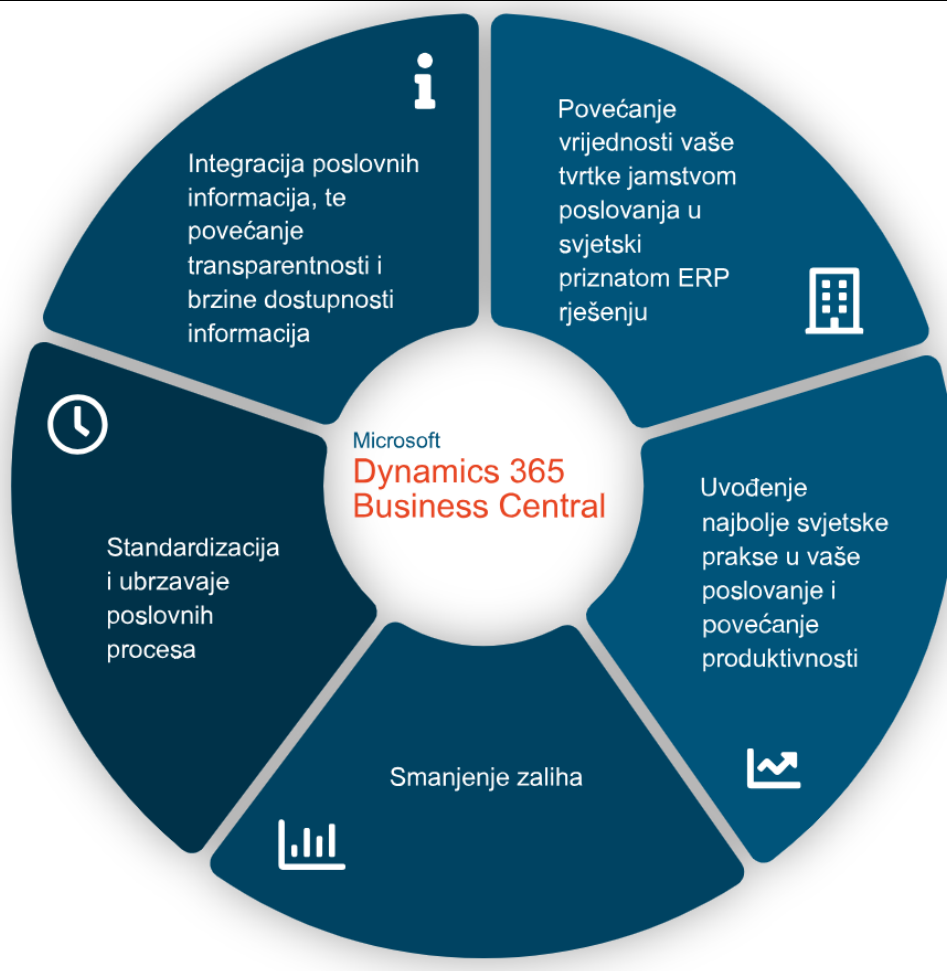 Integracija poslovnih
informacija, te
povećanje
transparentnosti i
brzine dostupnosti
informacija
Povećanje
vrijednosti vaše
tvrtke jamstvom
poslovanja u
svjetski
priznatom ERP
rješenju
Microsoft
Dynamics 365
Business Central
Uvođenje
najbolje svjetske
prakse u vaše
poslovanje i
povećanje
produktivnosti
Standardizacija
i ubrzavaje
poslovnih
procesa
Smanjenje zaliha